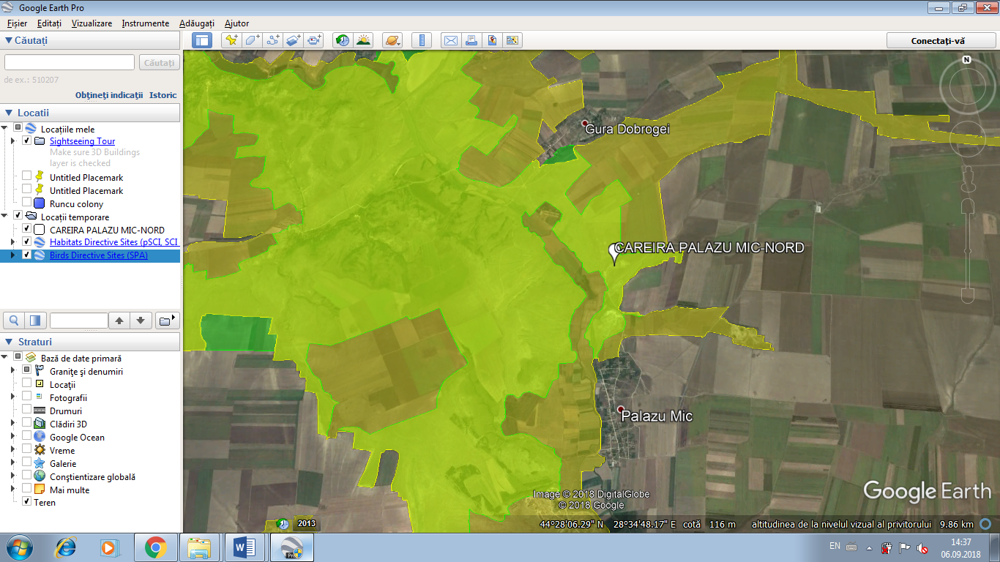 Google Earth Pro
Fișier Editați Vizualizare Instrumente Adăugați Ajutor
Căutați
Căutați
de ex.: 510207
Obțineți indicații Istoric
Conectați-vă
Locatii
Locațiile mele
Sightseeing Tour
Make sure 3D Buildings
layer is checked
Untitled Placemark
Untitled Placemark
Runcu colony
Locații temporare
CAREIRA PALAZU MIC-NORD
Habitats Directive Sites (pSCI, SCI
Birds Directive Sites (SPA)
Straturi
Bază de date primară
Graniţe şi denumiri
Locaţii
Fotografii
Drumuri
Clădiri 3D
Google Ocean
Vreme
Galerie
Conştientizare globală
Mai multe
Teren
N
Gura Dobrogei
CAREIRA PALAZU MIC-NORD
Palazu Mic
Image © 2018 DigitalGlobe
© 2018 Google
Google Earth
2013
44°28'06.29" N 28°34'48.17" E cotă 116 m altitudinea de la nivelul vizual al privitorului 9.86 km
EN
14:37
06.09.2018